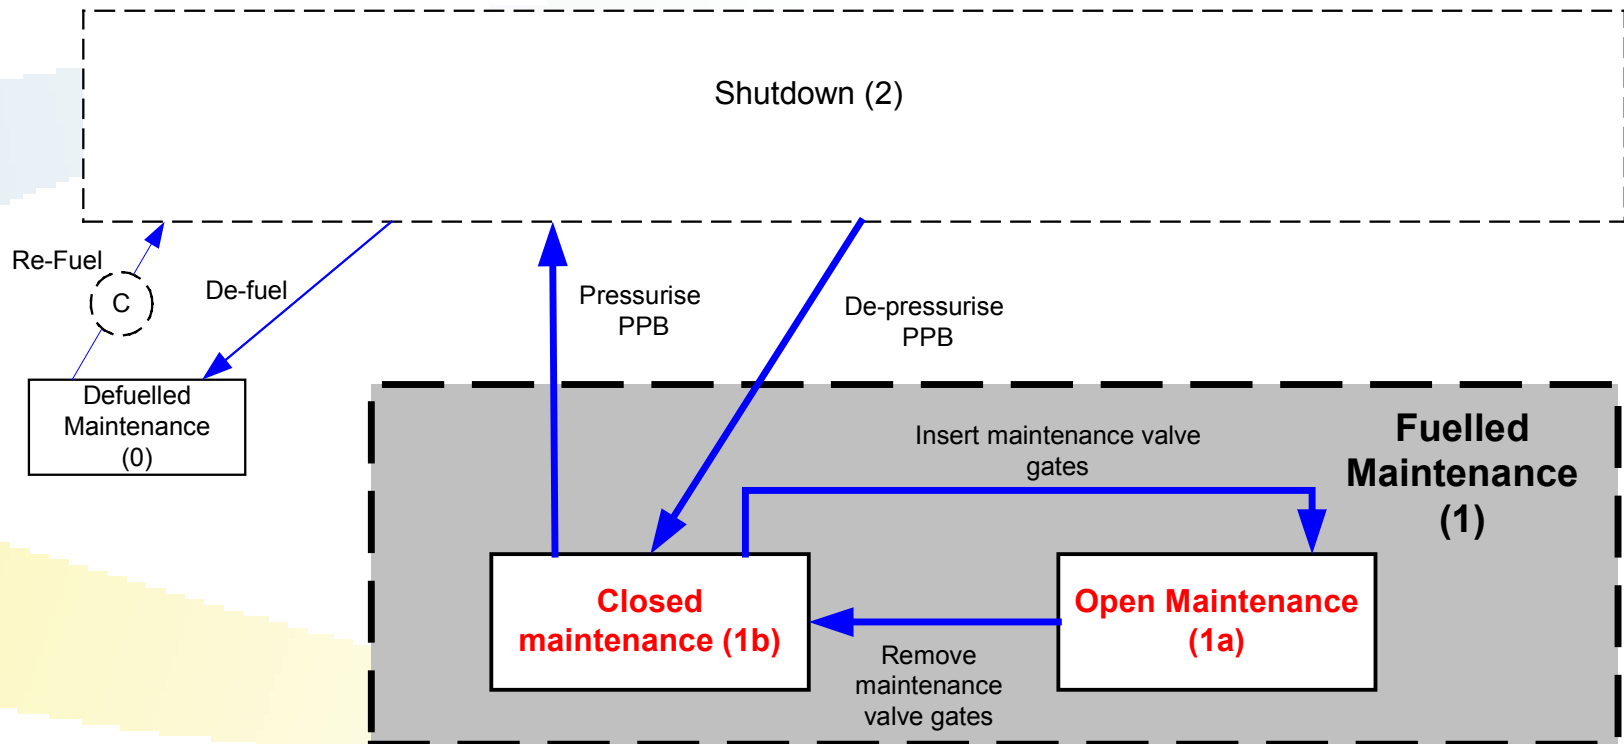 Shutdown (2)
Re-Fuel
C
De-fuel
Pressurise
PPB
De-pressurise
PPB
Defuelled
Maintenance
(0)
Fuelled
Maintenance
(1)
Insert maintenance valve
gates
Closed
maintenance (1b)
Open Maintenance
(1a)
Remove
maintenance
valve gates